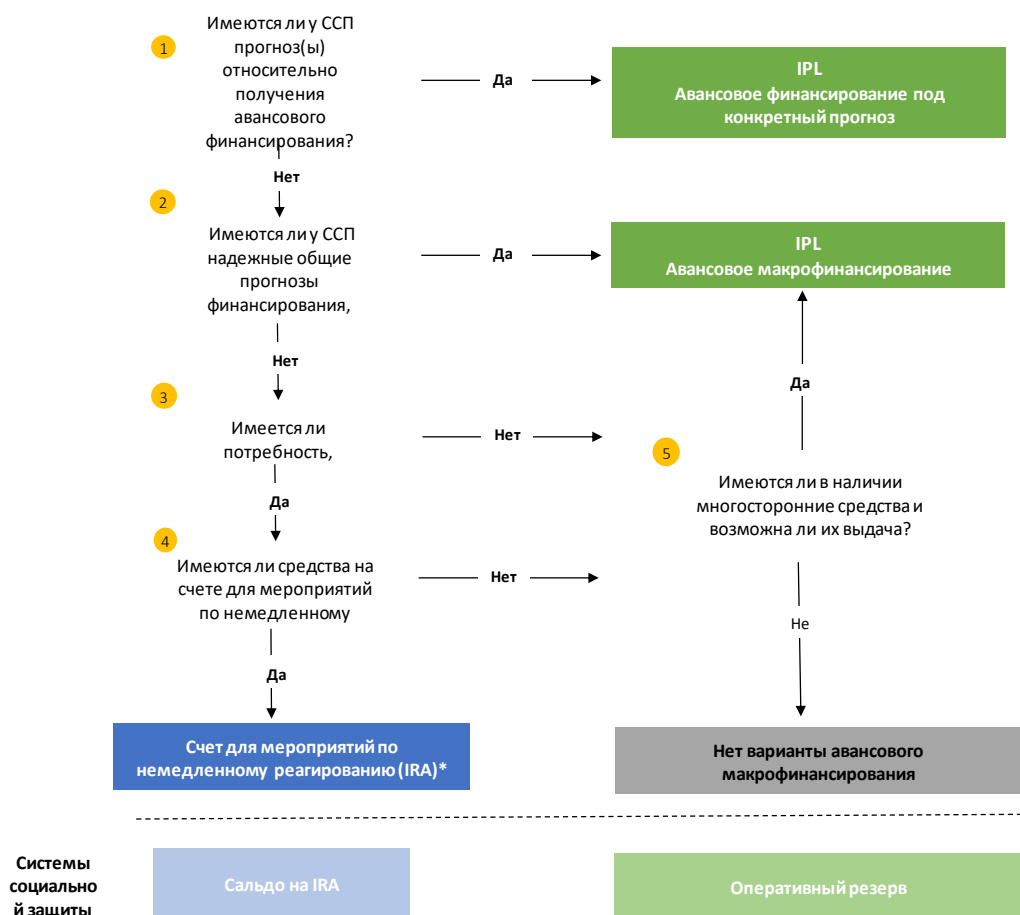 1
Имеются ли у ССП
прогноз(ы)
относительно
получения
авансового
финансирования?
Да
IPL
Авансовое финансирование под
конкретный прогноз
Нет
2
Имеются ли у ССП
надежные общие
прогнозы
финансирования,
Да
IPL
Авансовое макрофинансирование
Нет
Да
3
Имеется ли
потребность,
Нет
5
Имеются ли в наличии
многосторонние средства и
возможна ли их выдача?
Да
4
Имеются ли средства на
счете для мероприятий
по немедленному
Нет
Не
Да
Счет для мероприятий по
немедленному реагированию (IRA)*
Нет варианты авансового
макрофинансирования
Системы
социально
й защиты
Сальдо на IRA
Оперативный резерв